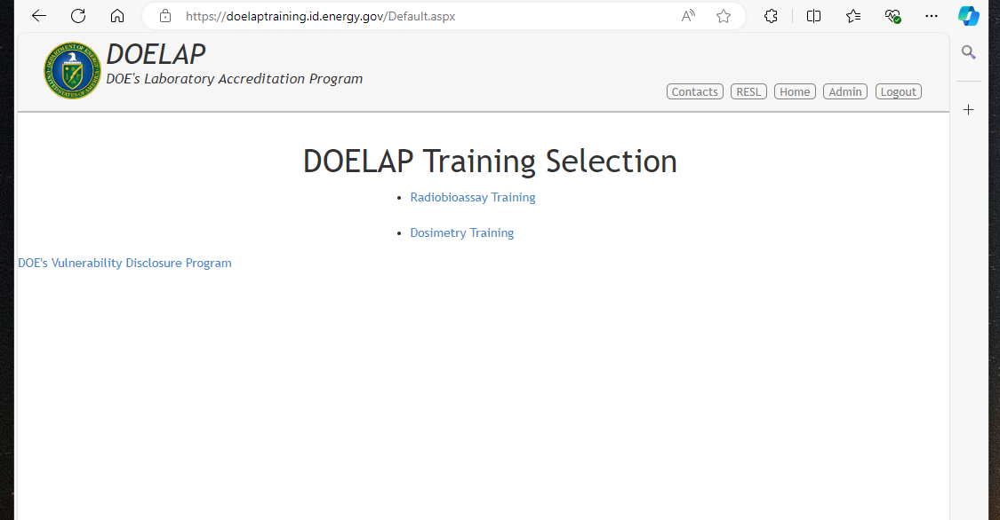 https://doelaptraining.id.energy.gov/Default.aspx
DOELAP
DOE's Laboratory Accreditation Program
Contacts RESL Home Admin Logout
DOELAP Training Selection
• Radiobioassay Training
• Dosimetry Training
DOE's Vulnerability Disclosure Program